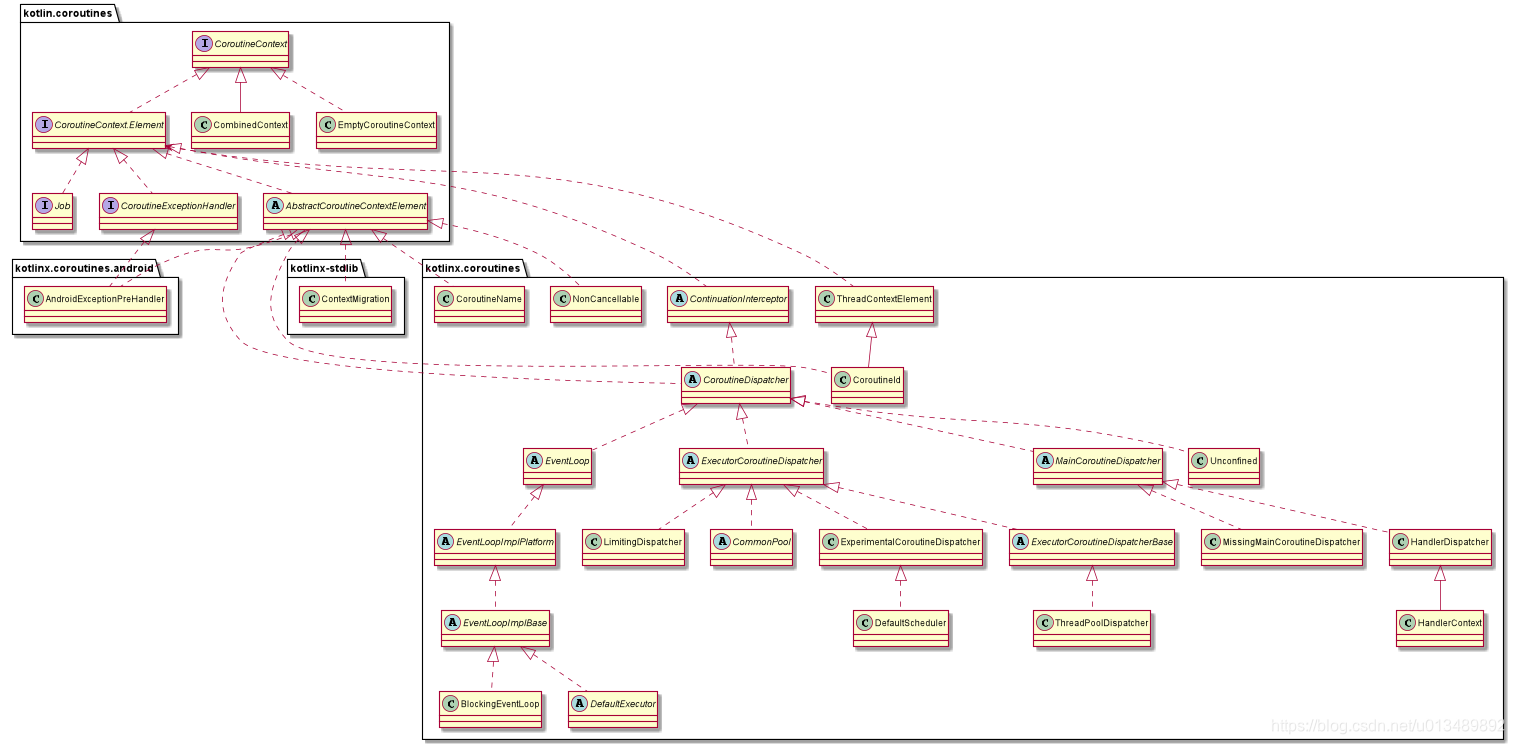 kotlin.coroutines
I CoroutineContext
I CoroutineContext.Element
C CombinedContext
C EmptyCoroutineContext
I Job
I CoroutineExceptionHandler
A AbstractCoroutineContextElement
kotlinx.coroutines.android
kotlinx-stdlib
kotlinx.coroutines
C AndroidExceptionPreHandler
C ContextMigration
C CoroutineName
C NonCancellable
A ContinuationInterceptor
C ThreadContextElement
A CoroutineDispatcher
C CoroutineId
A EventLoop
A ExecutorCoroutineDispatcher
A MainCoroutineDispatcher
C Unconfined
A EventLoopImplPlatform
C LimitingDispatcher
A CommonPool
C ExperimentalCoroutineDispatcher
A ExecutorCoroutineDispatcherBase
C MissingMainCoroutineDispatcher
C HandlerDispatcher
A EventLoopImplBase
C DefaultScheduler
C ThreadPoolDispatcher
C HandlerContext
C BlockingEventLoop
A DefaultExecutor
https://blog.csdn.net/u013489892